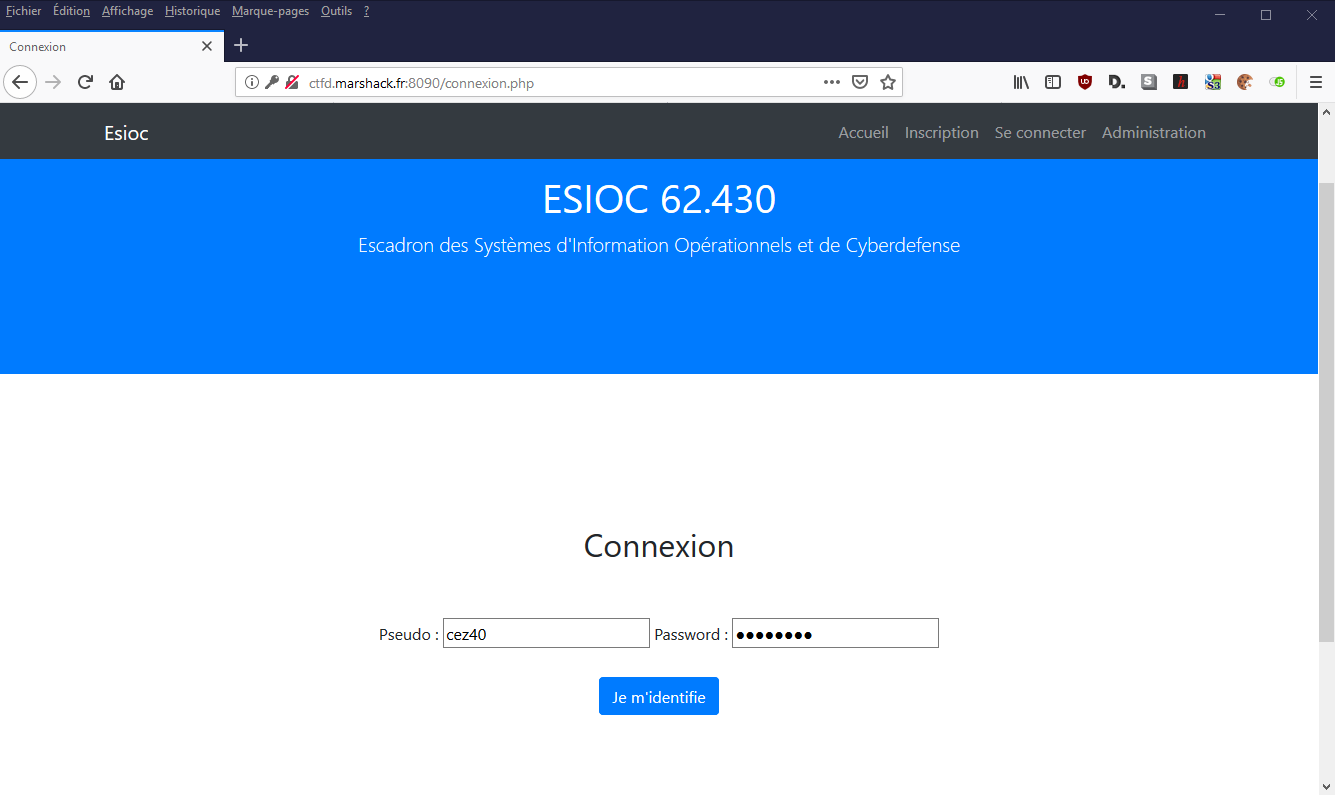 Fichier Édition Affichage Historique Marque-pages Outils ?
Connexion
ctfd.marshack.fr:8090/connexion.php
Esioc Accueil Inscription Se connecter Administration
ESIOC 62.430
Escadron des Systèmes d'Information Opérationnels et de Cyberdefense
Connexion
Pseudo : cez40 Password : ●●●●●●●●
Je m'identifie